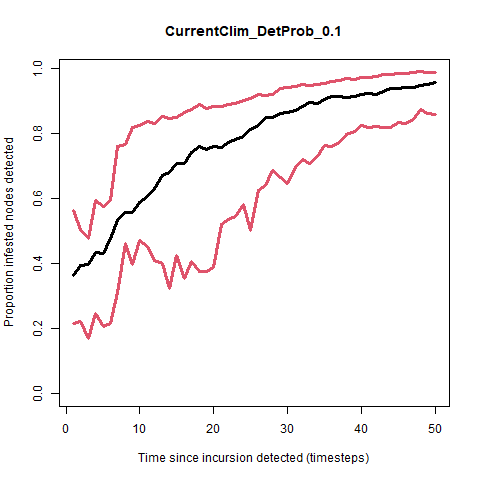 CurrentClim_DetProb_0.1
Proportion infested nodes detected
1.0
0.8
0.6
0.4
0.2
0.0
0 10 20 30 40 50
Time since incursion detected (timesteps)